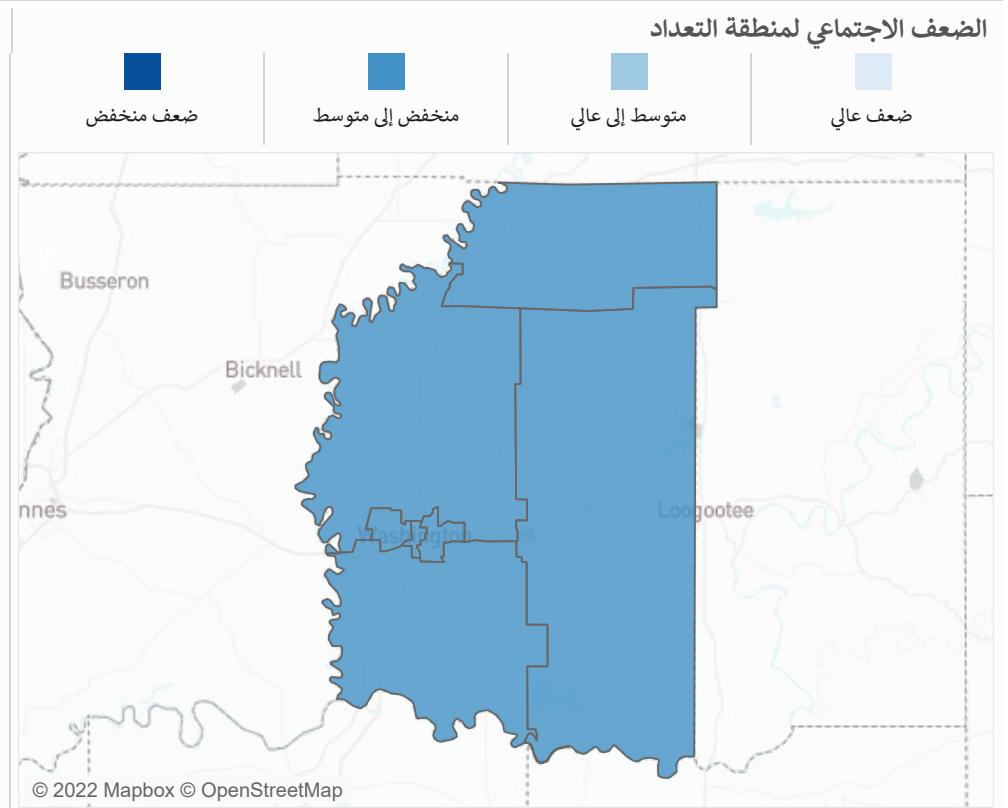 الضعف الاجتماعي لمنطقة التعداد
ضعف عالي
متوسط إلى عالي
منخفض إلى متوسط
ضعف منخفض
Busseron
Bicknell
nnes
Loogootee
Washington
© 2022 Mapbox © OpenStreetMap